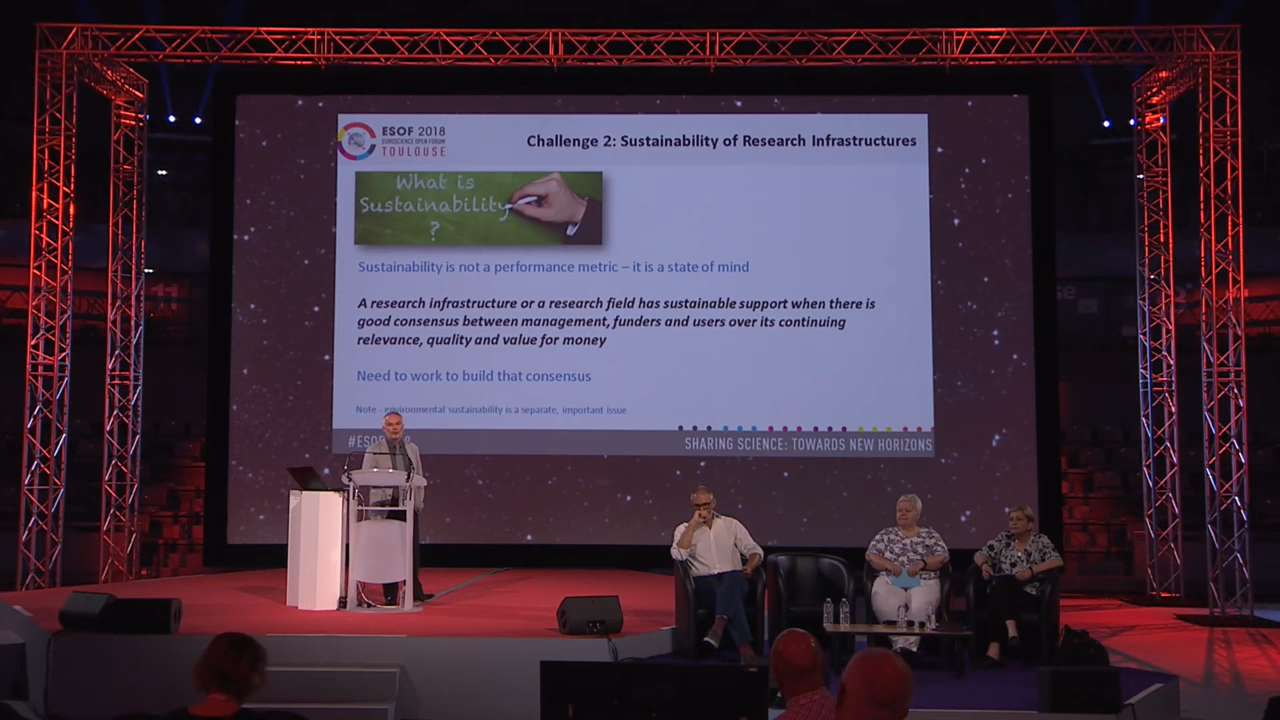 ESOF 2018
EUROSCIENCE OPEN FORUM
TOULOUSE
Challenge 2: Sustainability of Research Infrastructures
What is
Sustainability
?
Sustainability is not a performance metric – it is a state of mind
A research infrastructure or a research field has sustainable support when there is
good consensus between management, funders and users over its continuing
relevance, quality and value for money
Need to work to build that consensus
Note - environmental sustainability is a separate, important issue
SHARING SCIENCE: TOWARDS NEW HORIZONS
11